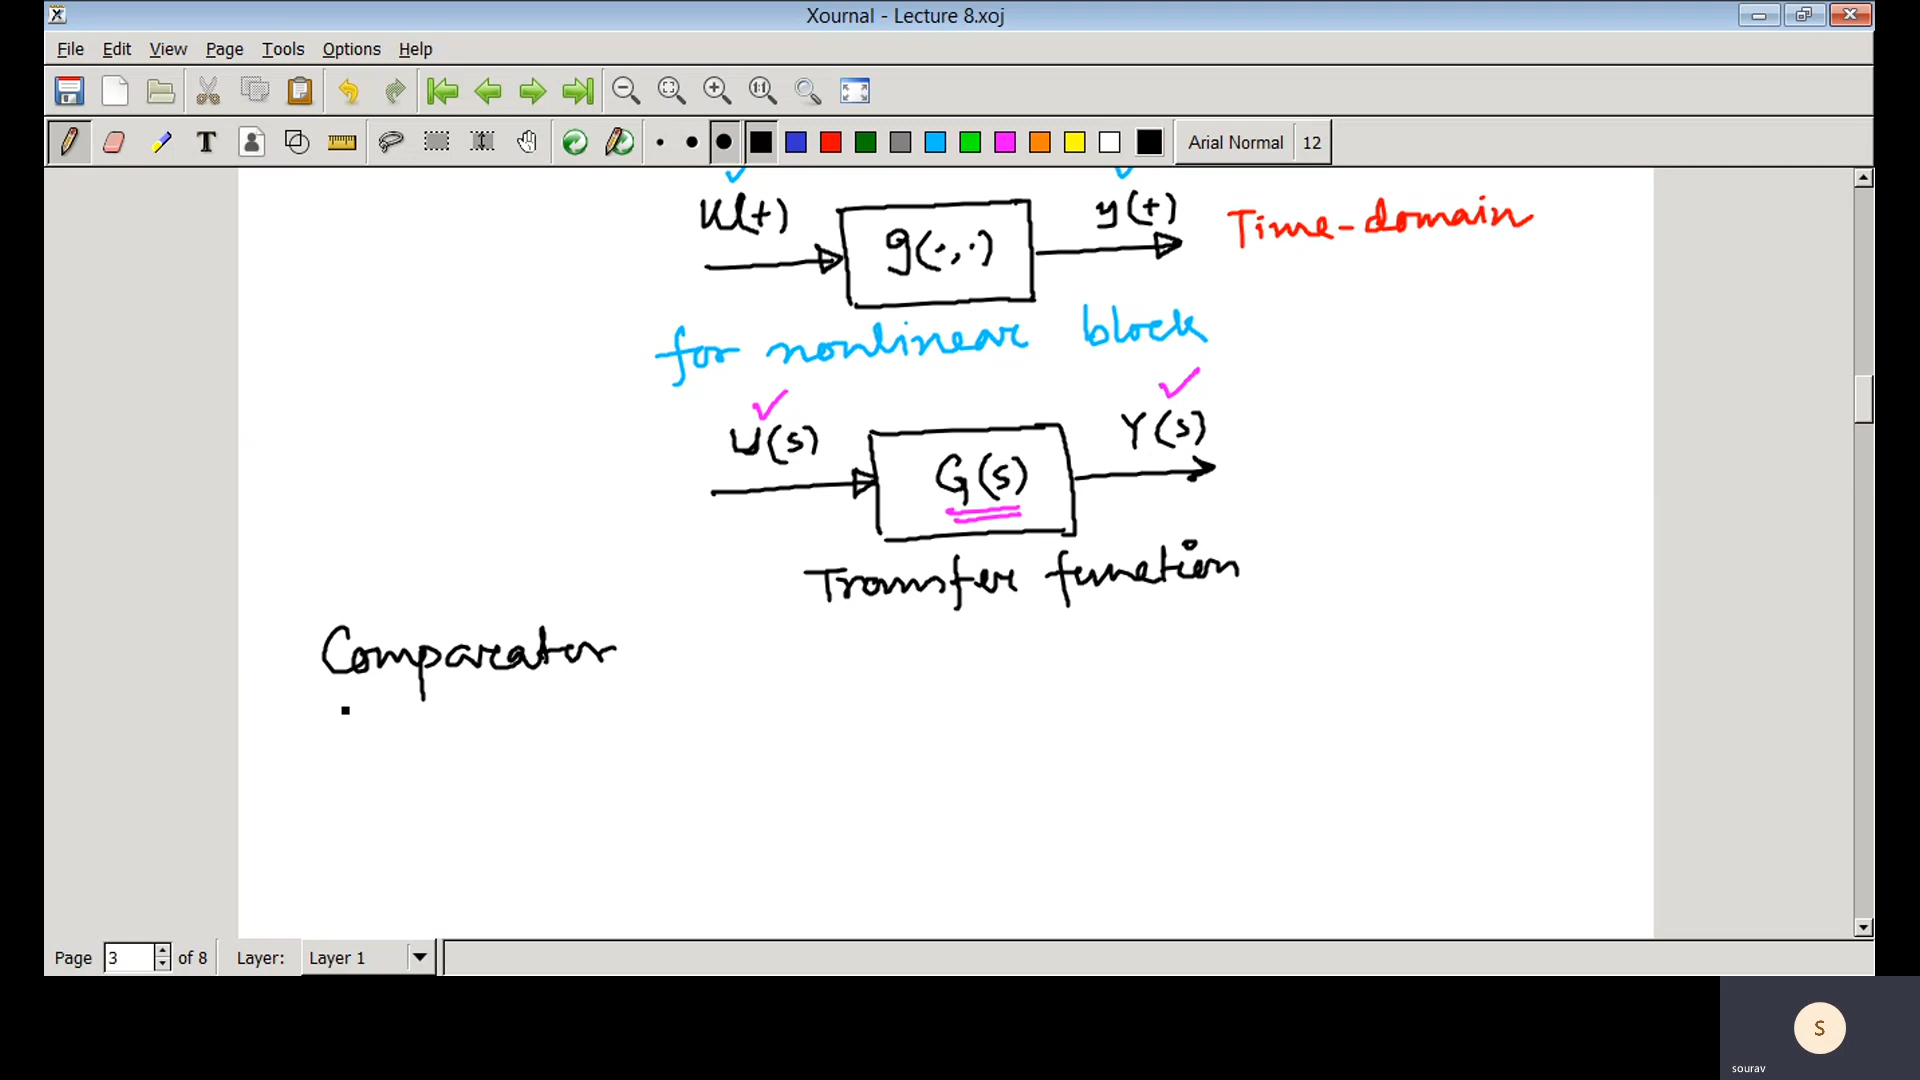 Xournal - Lecture 8.xoj
File Edit View Page Tools Options Help
Arial Normal 12
u(t) g(·,·) y(t) Time-domain
for nonlinear block
U(s) G(s) Y(s)
Transfer function
Compareator
Page 3 of 8 Layer: Layer 1
S
sourav